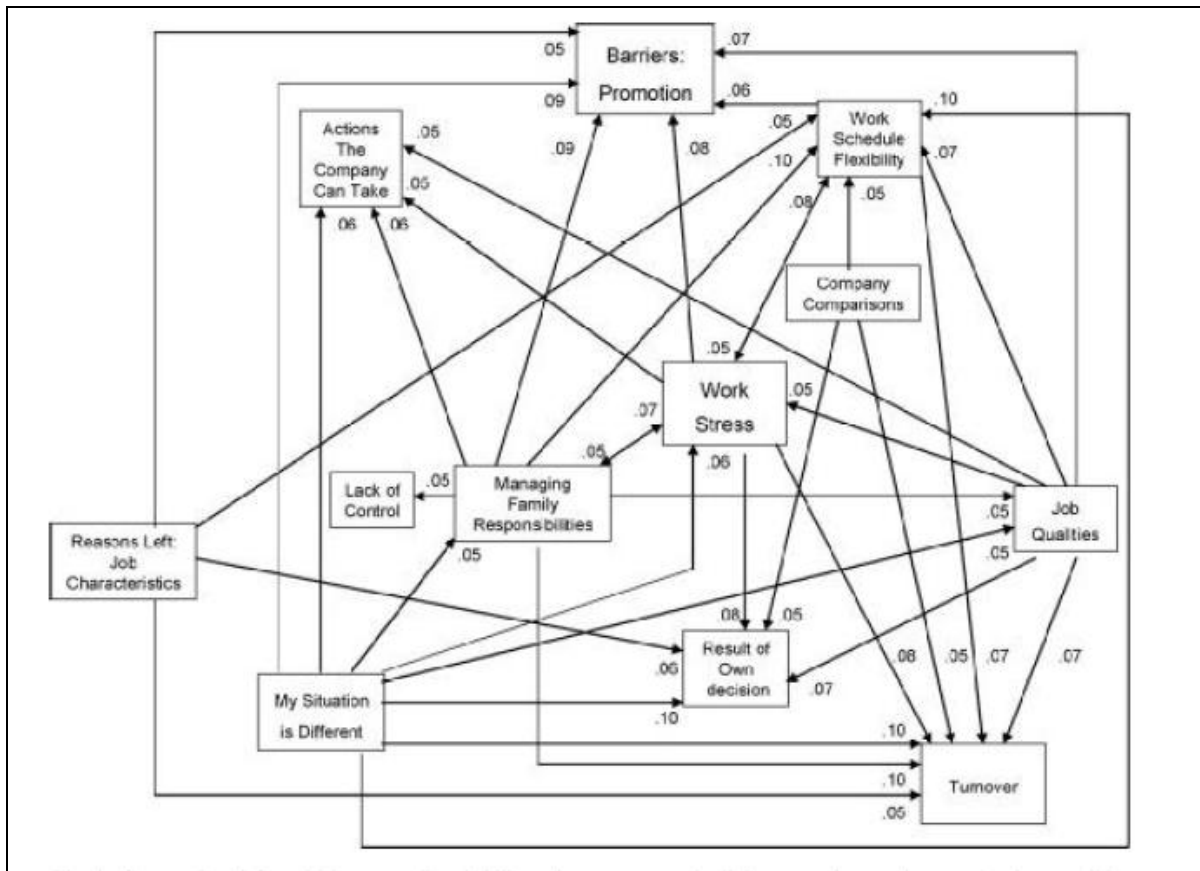 .05
Barriers:
Promotion
.07
.09
.06
Actions
The
Company
Can Take
.05
.05
.06
.06
.09
.08
.05
.10
Work
Schedule
Flexibility
.10
.07
.08
.05
Company
Comparisons
.05
Work
Stress
.05
.07
.05
.06
Lack of
Control
.05
Managing
Family
Responsibilities
.05
Job
Qualities
.05
.05
Reasons Left:
Job
Characteristics
.08
.05
Result of
Own
decision
.06
.07
.10
.08
.05
.07
.07
My Situation
is Different
.10
.10
.05
Turnover